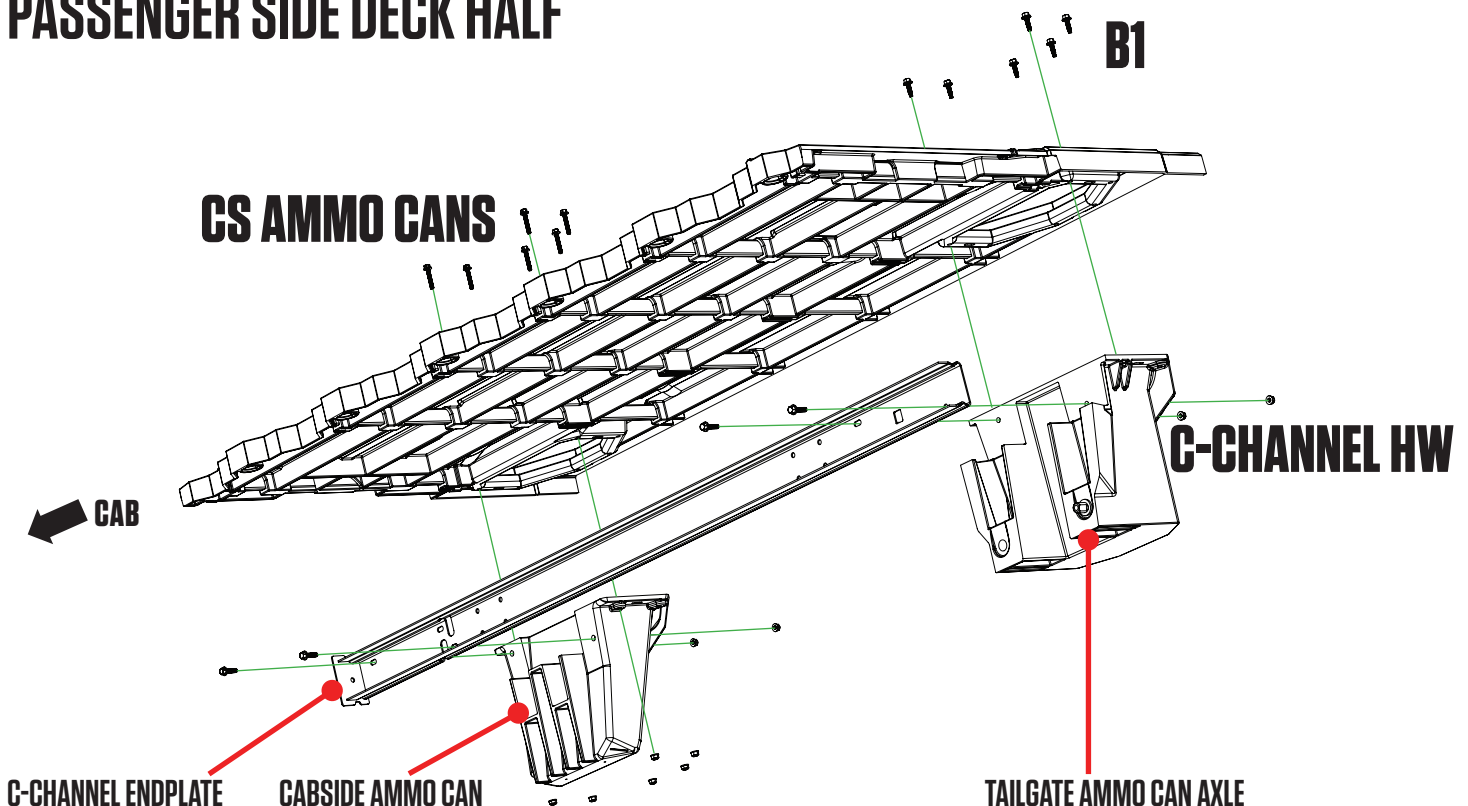 PASSENGER SIDE DECK HALF
B1
CS AMMO CANS
C-CHANNEL HW
CAB
C-CHANNEL ENDPLATE
CABSIDE AMMO CAN
TAILGATE AMMO CAN AXLE